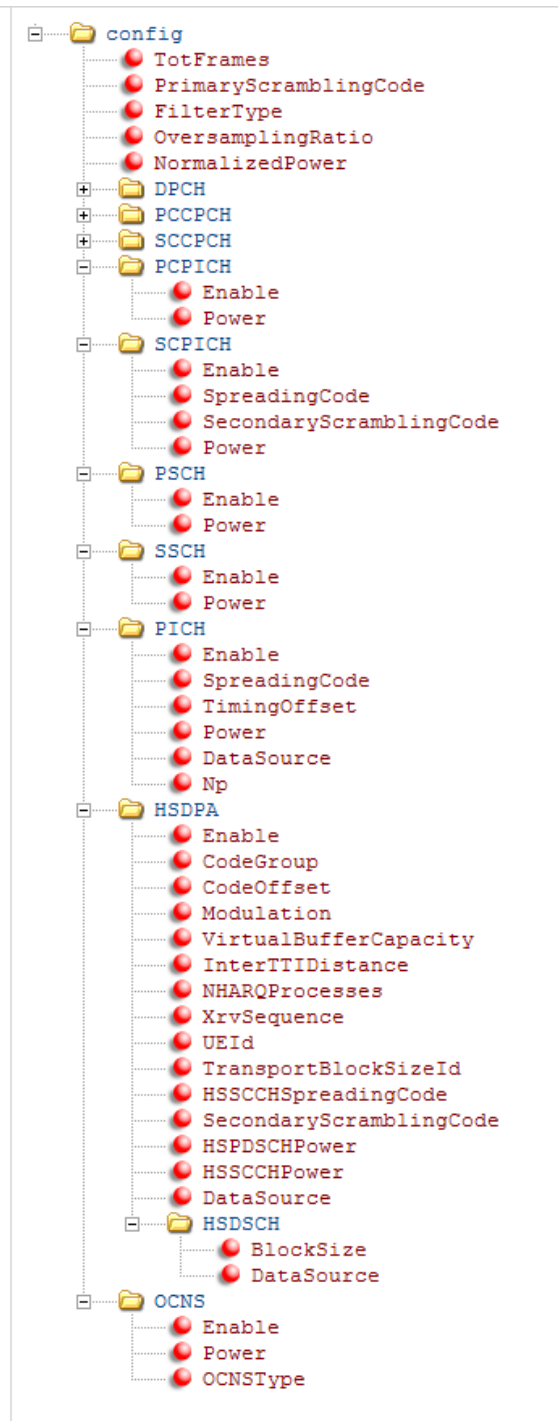 config
TotFrames
PrimaryScramblingCode
FilterType
OversamplingRatio
NormalizedPower
DPCH
PCCPCH
SCCPCH
PCPICH
Enable
Power
SCPICH
Enable
SpreadingCode
SecondaryScramblingCode
Power
PSCH
Enable
Power
SSCH
Enable
Power
PICH
Enable
SpreadingCode
TimingOffset
Power
DataSource
Np
HSDPA
Enable
CodeGroup
CodeOffset
Modulation
VirtualBufferCapacity
InterTTIDistance
NHARQProcesses
XrvSequence
UEId
TransportBlockSizeId
HSSCCHSpreadingCode
SecondaryScramblingCode
HSPDSCHPower
HSSCCHPower
DataSource
HSDSCH
BlockSize
DataSource
OCNS
Enable
Power
OCNSType